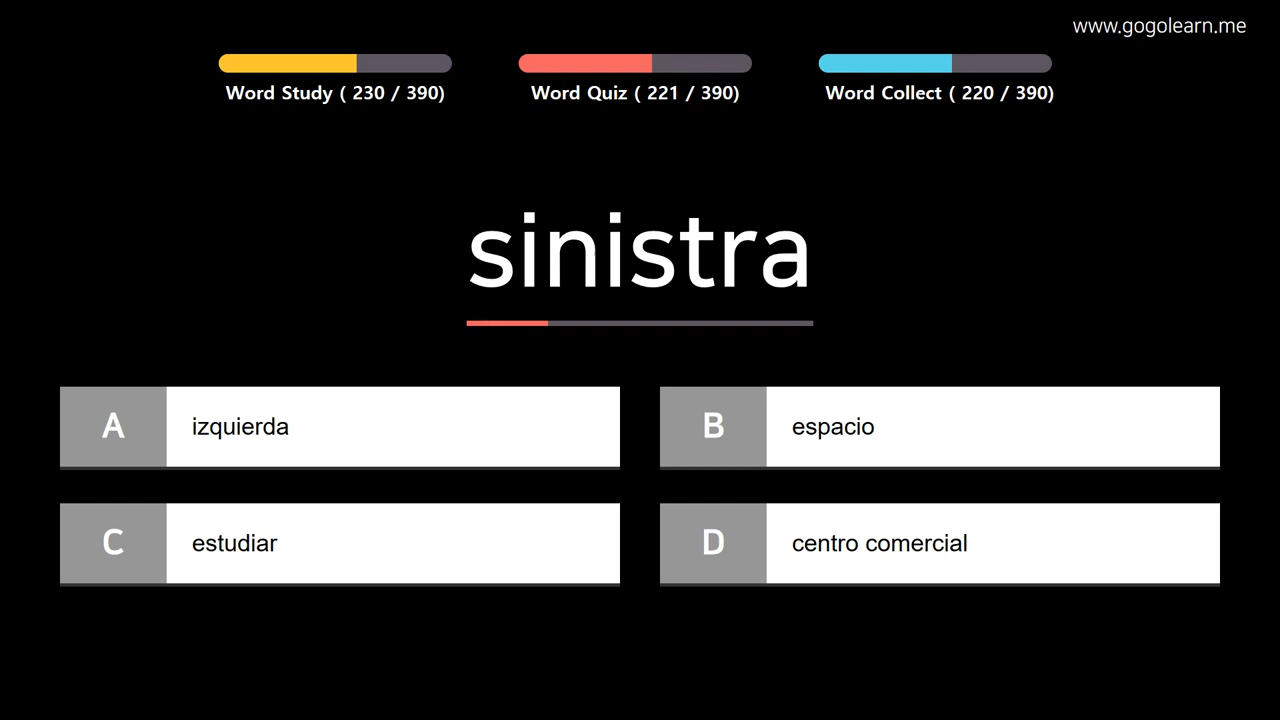 www.gogolearn.me
Word Study ( 230 / 390)
Word Quiz ( 221 / 390)
Word Collect ( 220 / 390)
sinistra
A
izquierda
B
espacio
C
estudiar
D
centro comercial